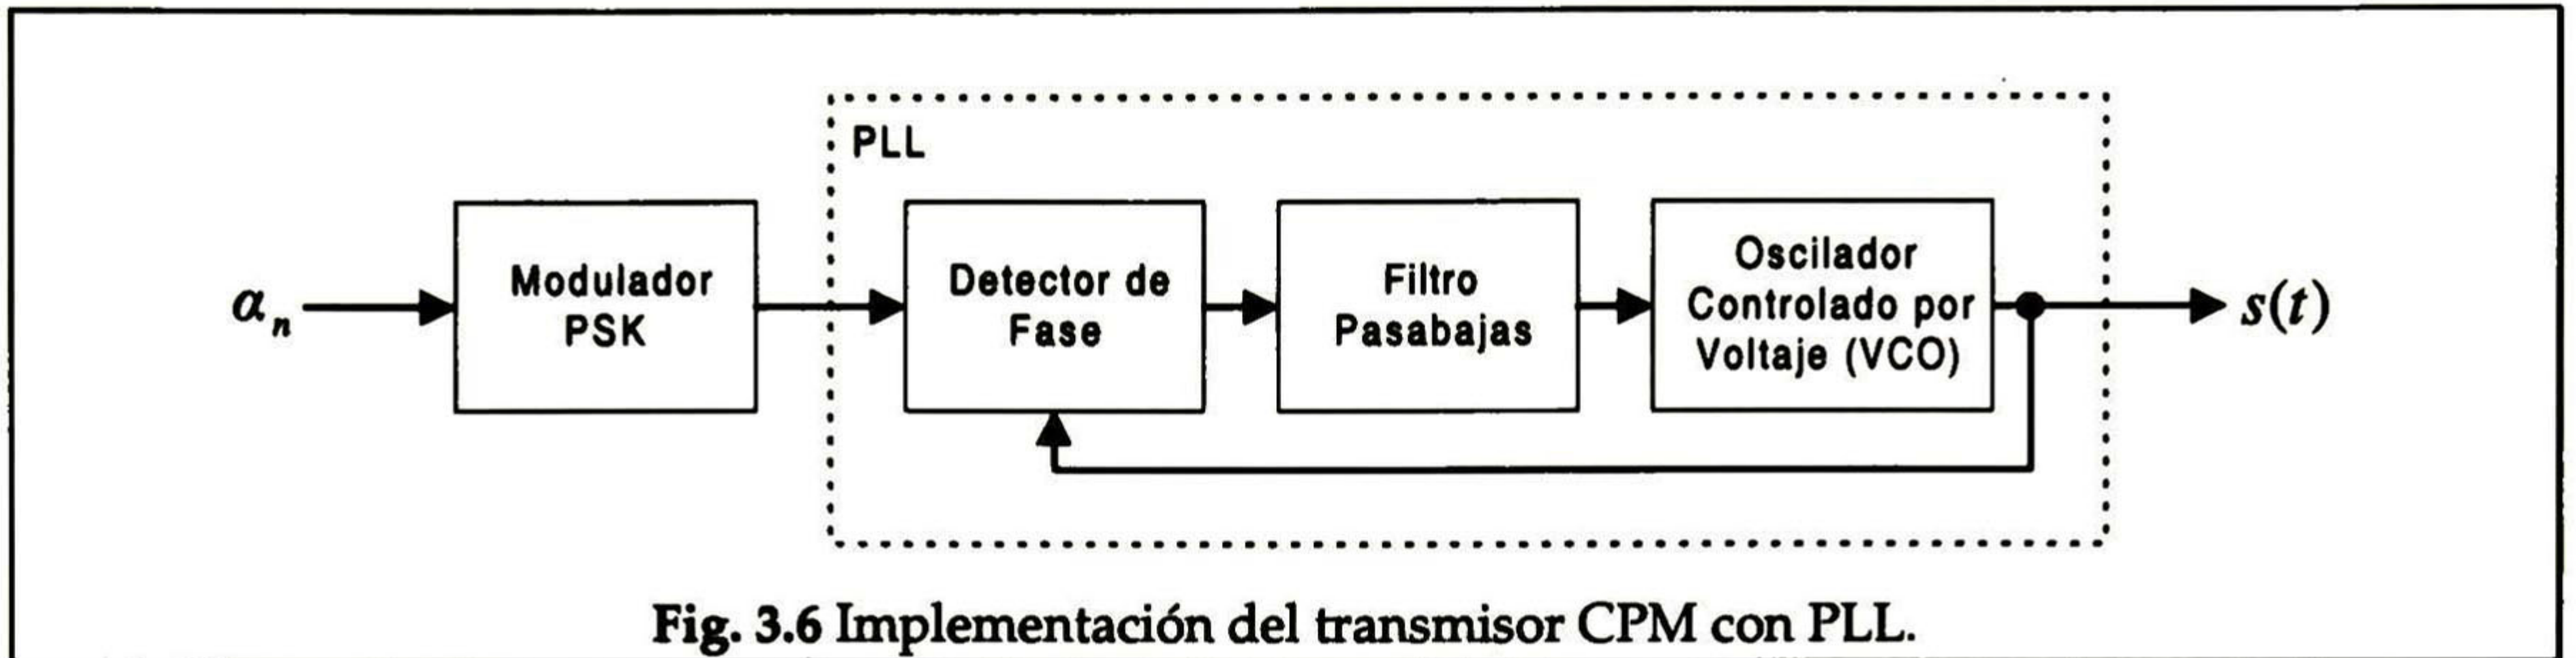 PLL
αn
Modulador
PSK
Detector de
Fase
Filtro
Pasabajas
Oscilador
Controlado por
Voltaje (VCO)
s(t)
Fig. 3.6 Implementación del transmisor CPM con PLL.